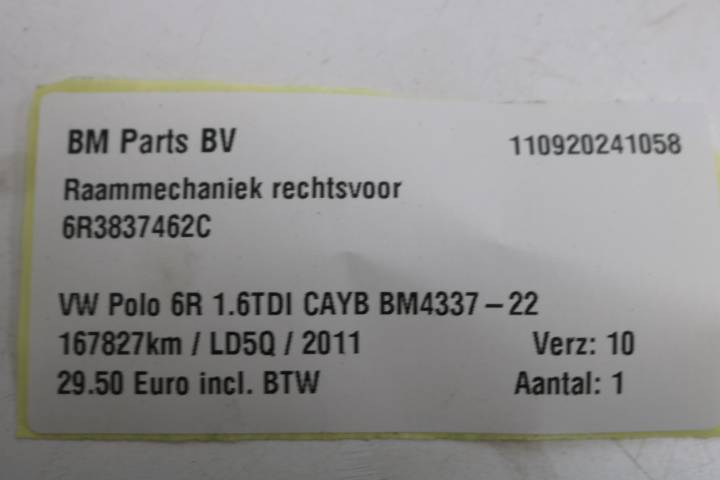 BM Parts BV 110920241058
Raammechaniek rechtsvoor
6R3837462C
VW Polo 6R 1.6TDI CAYB BM4337-22
167827km / LD5Q / 2011 Verz: 10
29.50 Euro incl. BTW Aantal: 1